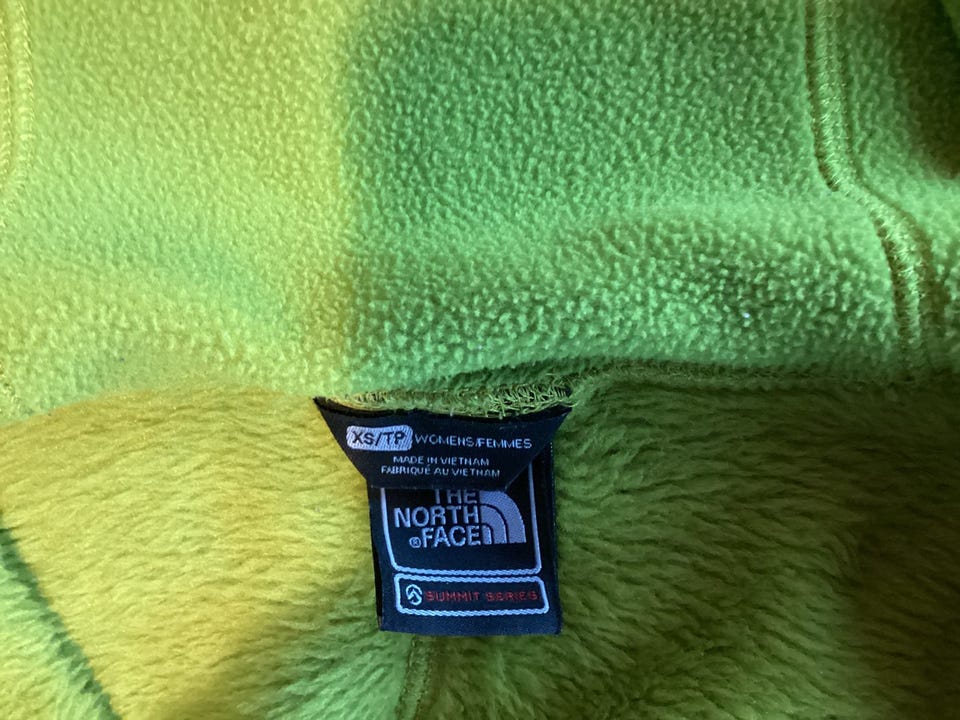 XS/TP WOMENS/FEMMES
MADE IN VIETNAM
FABRIQUÉ AU VIETNAM
THE
NORTH
®FACE
SUMMIT SERIES